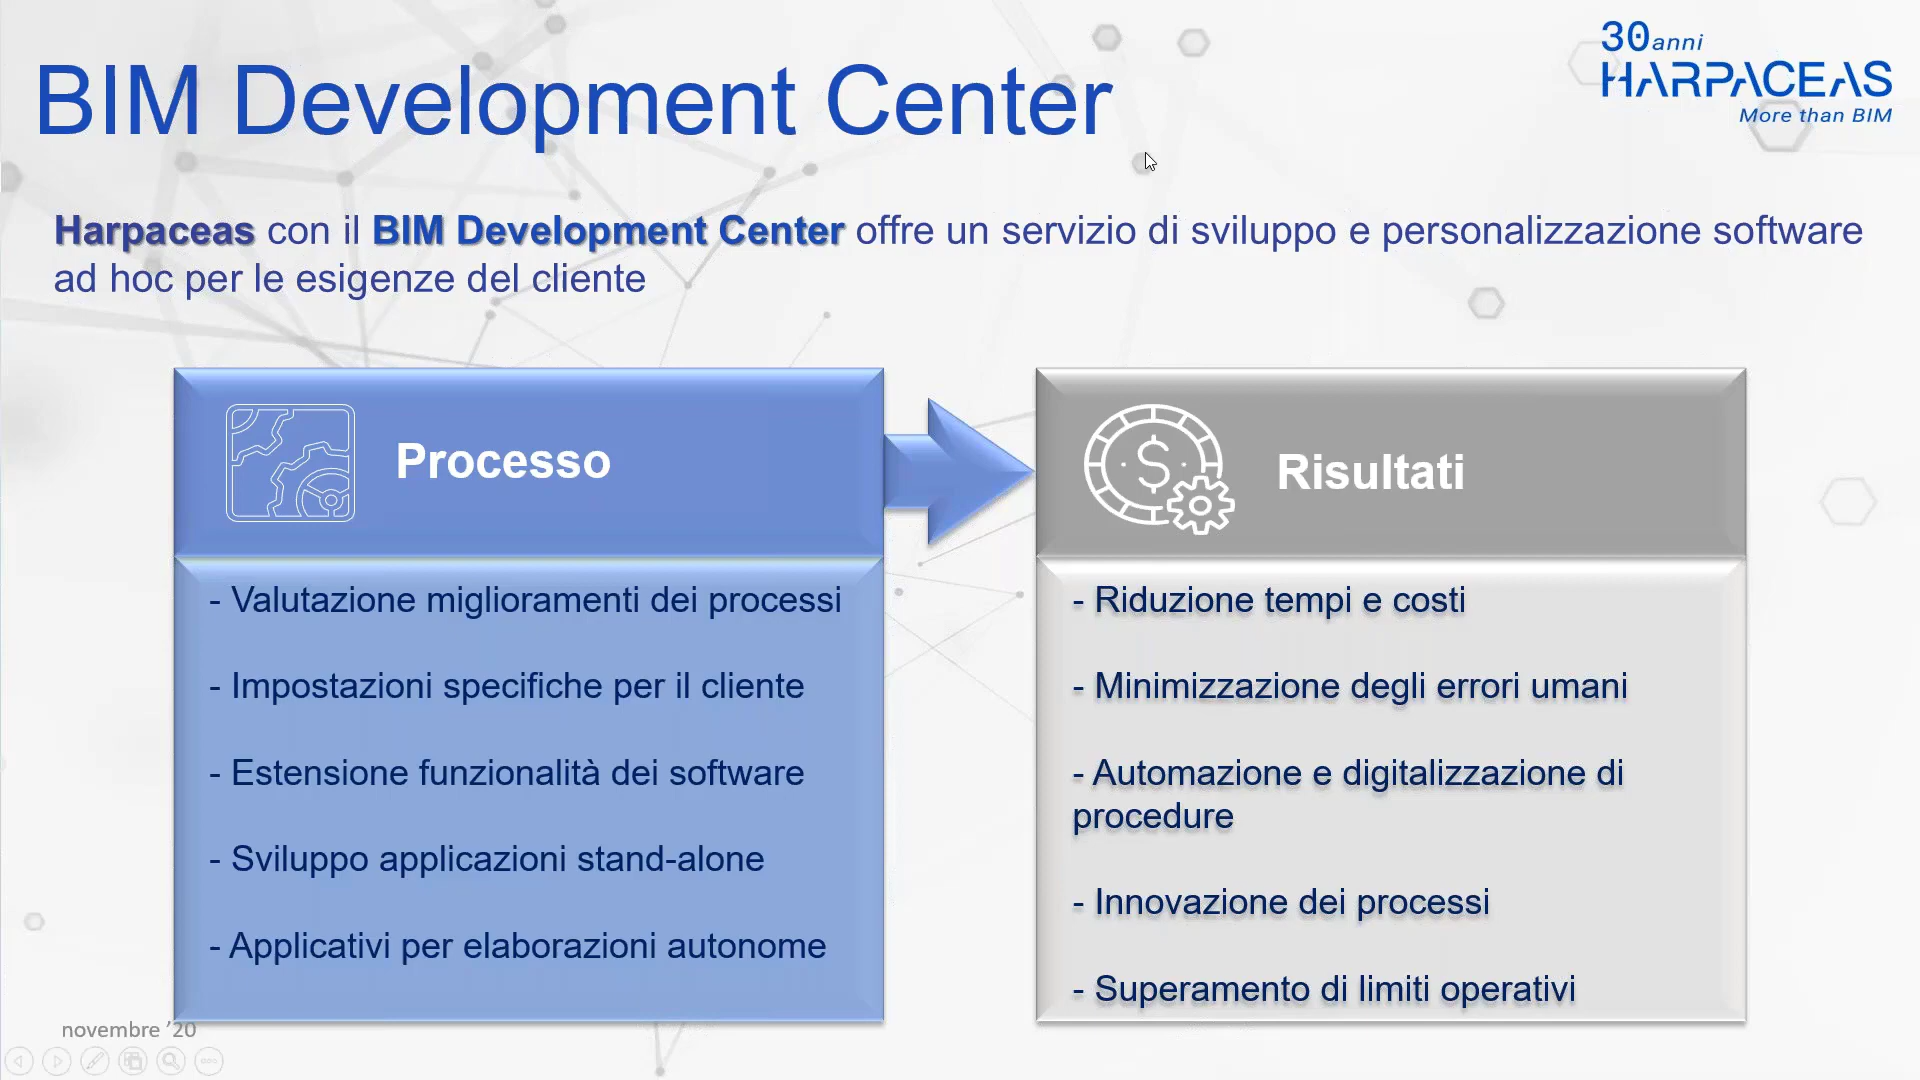 BIM Development Center
30anni
HARPACEAS
More than BIM
Harpaceas con il BIM Development Center offre un servizio di sviluppo e personalizzazione software
ad hoc per le esigenze del cliente
Processo
- Valutazione miglioramenti dei processi
- Impostazioni specifiche per il cliente
- Estensione funzionalità dei software
- Sviluppo applicazioni stand-alone
- Applicativi per elaborazioni autonome
$
Risultati
- Riduzione tempi e costi
- Minimizzazione degli errori umani
- Automazione e digitalizzazione di
procedure
- Innovazione dei processi
- Superamento di limiti operativi
novembre '20